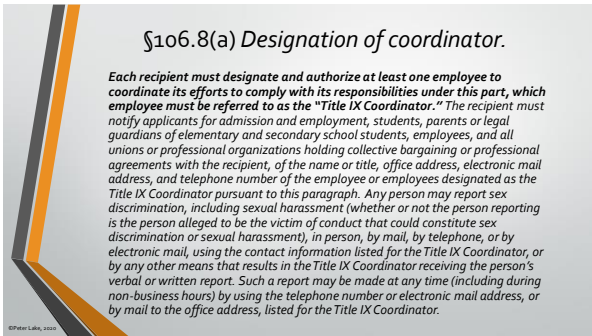 §106.8(a) Designation of coordinator.
Each recipient must designate and authorize at least one employee to
coordinate its efforts to comply with its responsibilities under this part, which
employee must be referred to as the “Title IX Coordinator.” The recipient must
notify applicants for admission and employment, students, parents or legal
guardians of elementary and secondary school students, employees, and all
unions or professional organizations holding collective bargaining or professional
agreements with the recipient, of the name or title, office address, electronic mail
address, and telephone number of the employee or employees designated as the
Title IX Coordinator pursuant to this paragraph. Any person may report sex
discrimination, including sexual harassment (whether or not the person reporting
is the person alleged to be the victim of conduct that could constitute sex
discrimination or sexual harassment), in person, by mail, by telephone, or by
electronic mail, using the contact information listed for the Title IX Coordinator, or
by any other means that results in the Title IX Coordinator receiving the person’s
verbal or written report. Such a report may be made at any time (including during
non-business hours) by using the telephone number or electronic mail address, or
by mail to the office address, listed for the Title IX Coordinator.
©Peter Lake, 2020